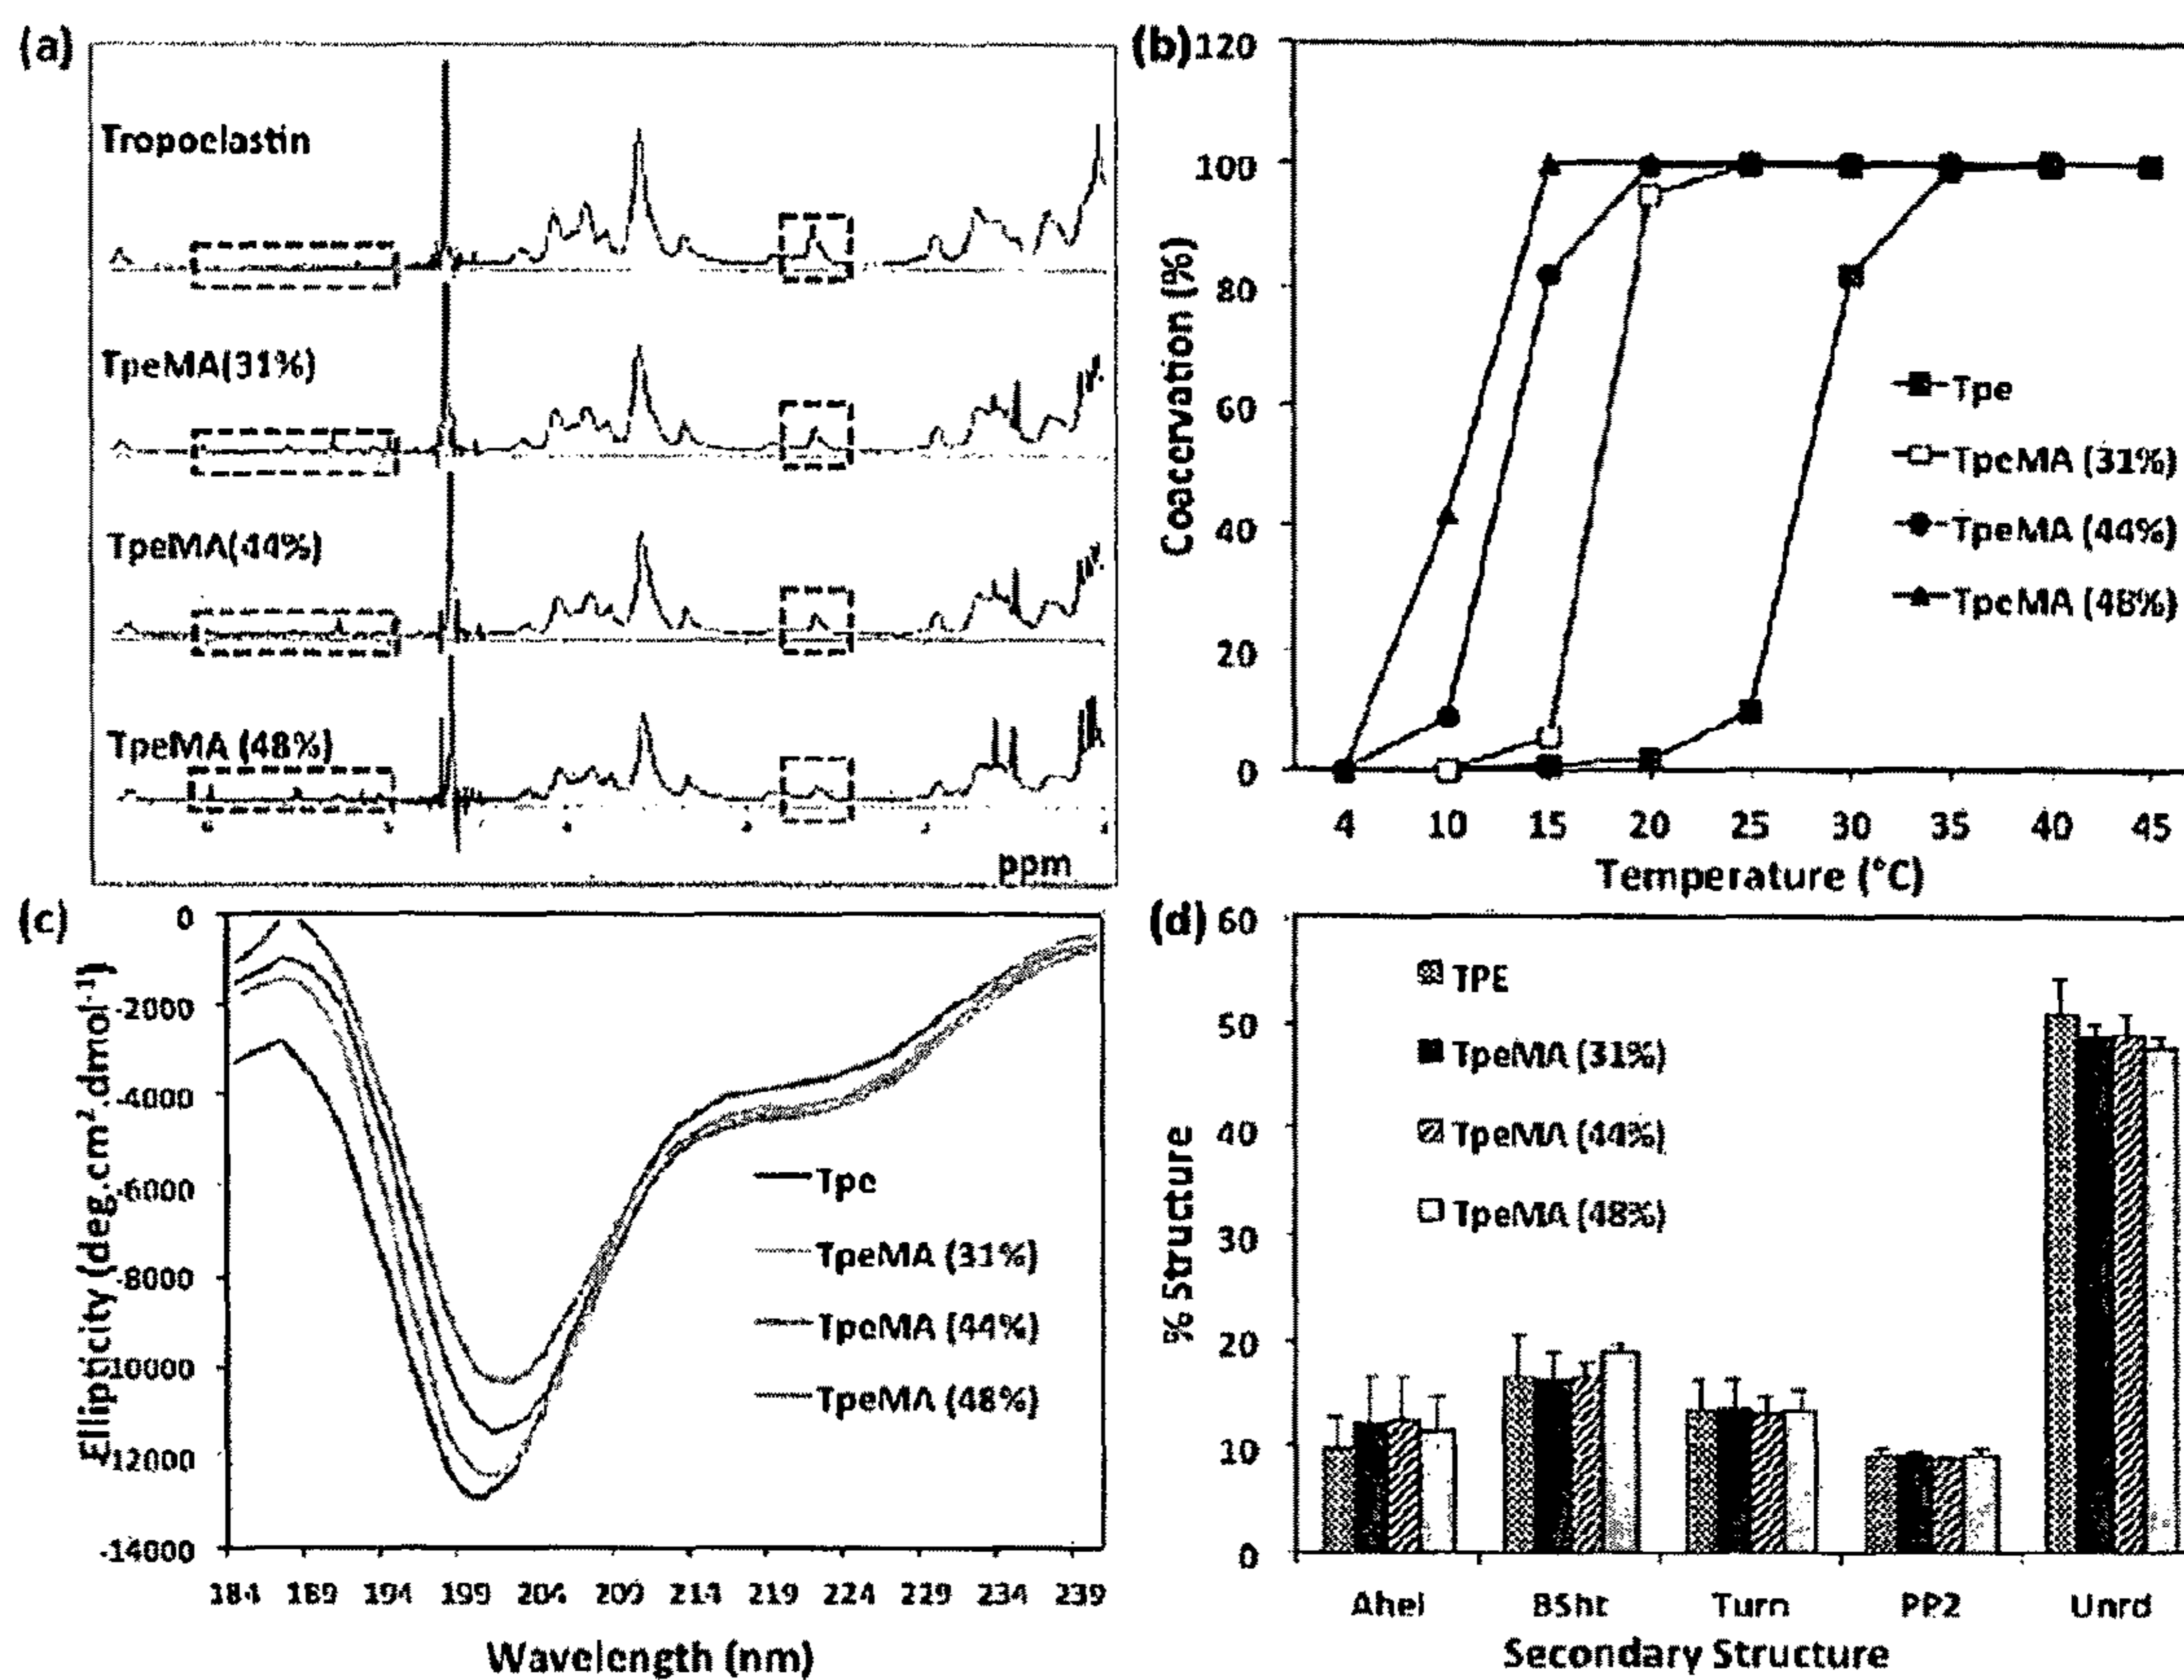 (a)
Tropoelastin
TpeMA(31%)
TpeMA(44%)
TpeMA (48%)
ppm
(b)
120
100
80
60
40
20
0
Coacervation (%)
Tpe
TpeMA (31%)
TpeMA (44%)
TpeMA (48%)
4 10 15 20 25 30 35 40 45
Temperature (°C)
(c)
0
-2000
-4000
-6000
-8000
-10000
-12000
-14000
Ellipticity (deg.cm².dmol⁻¹)
Tpe
TpeMA (31%)
TpeMA (44%)
TpeMA (48%)
184 189 194 199 204 209 214 219 224 229 234 239
Wavelength (nm)
(d)
60
50
40
30
20
10
0
% Structure
TPE
TpeMA (31%)
TpeMA (44%)
TpeMA (48%)
Ahel BSht Turn PP2 Unrd
Secondary Structure